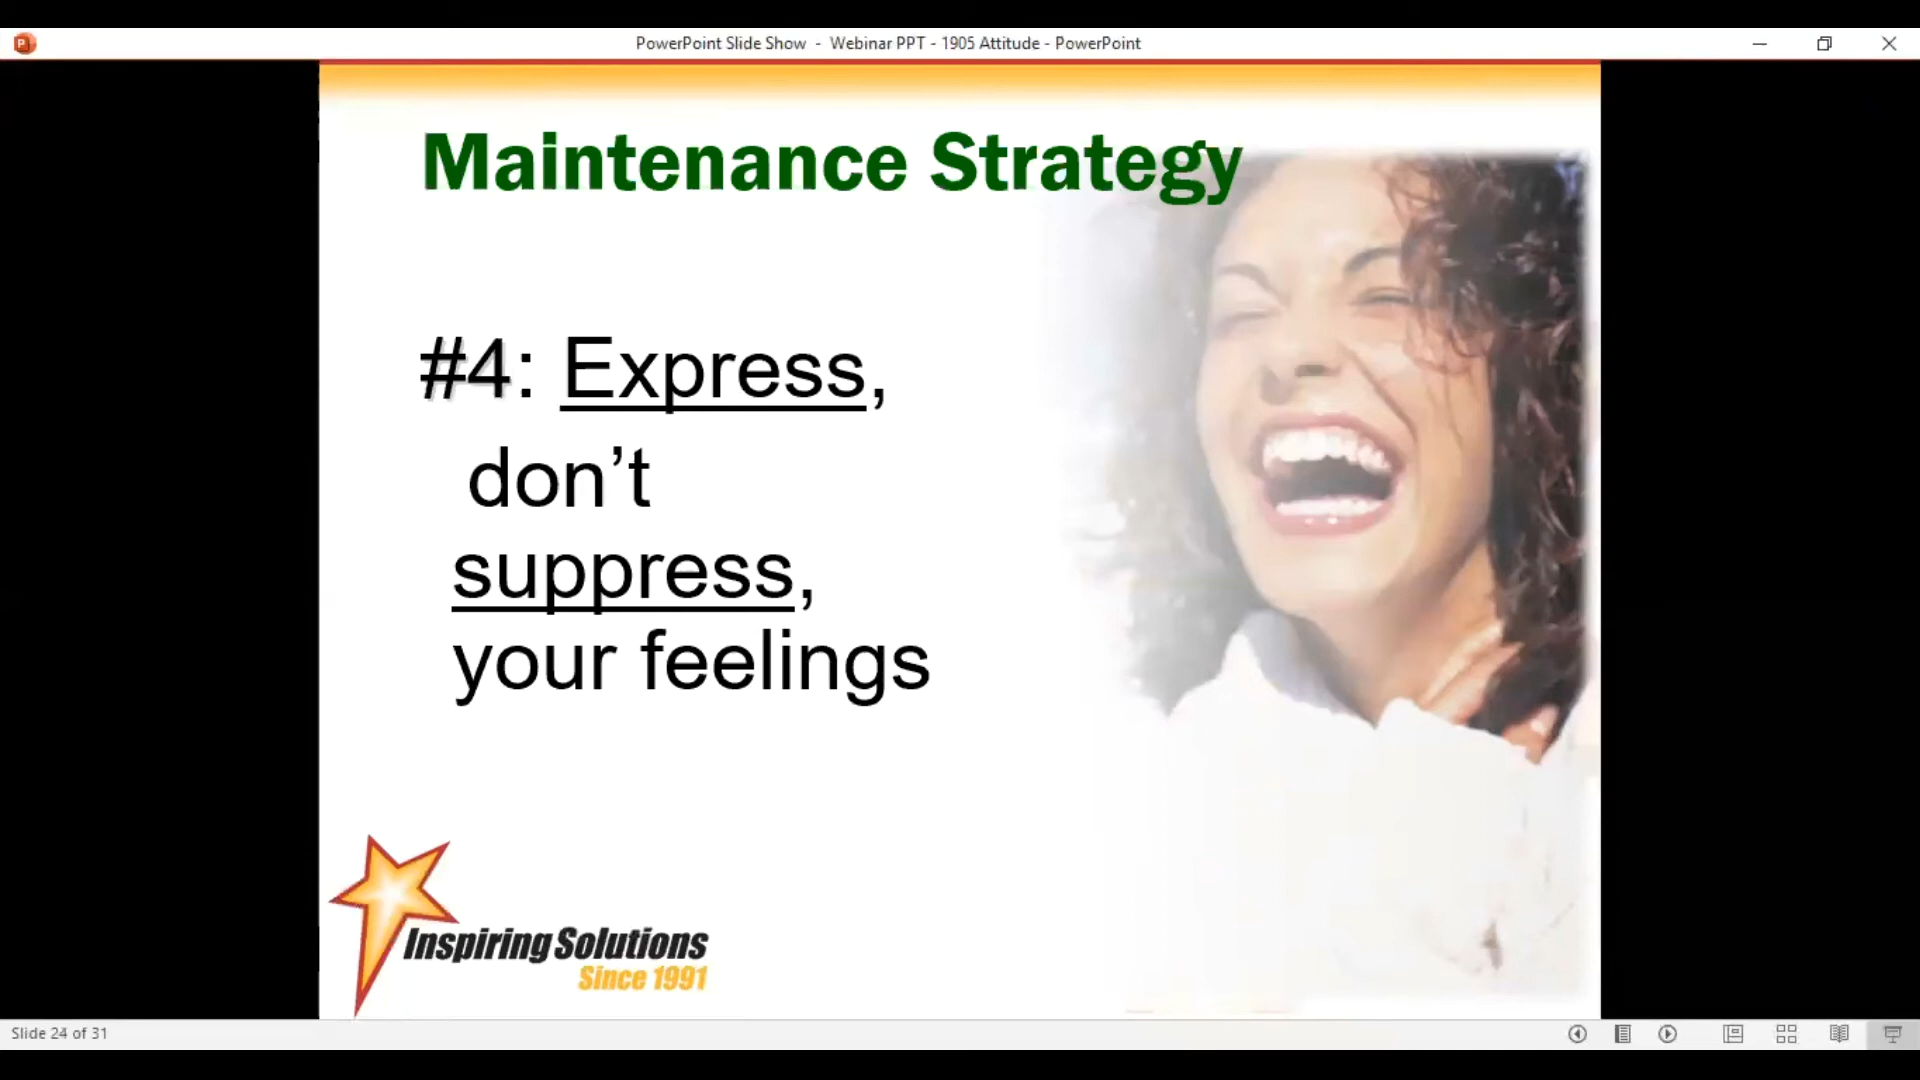 PowerPoint Slide Show - Webinar PPT - 1905 Attitude - PowerPoint
Maintenance Strategy
#4: Express,
don’t
suppress,
your feelings
Inspiring Solutions
Since 1991
Slide 24 of 31